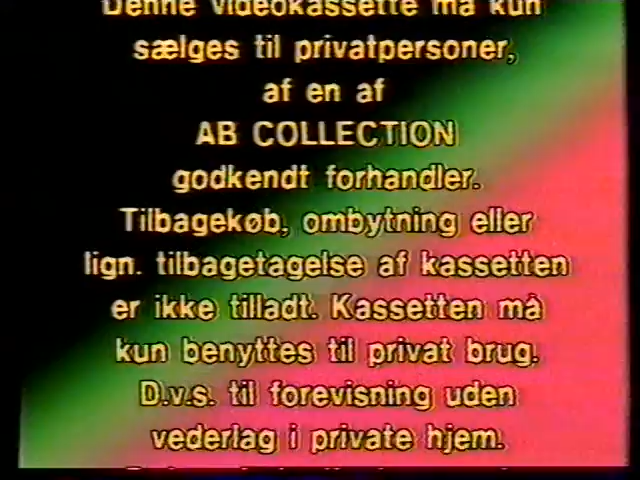 Denne videokassette må kun
sælges til privatpersoner,
af en af
AB COLLECTION
godkendt forhandler.
Tilbagekøb, ombytning eller
lign. tilbagetagelse af kassetten
er ikke tilladt. Kassetten må
kun benyttes til privat brug.
D.v.s. til forevisning uden
vederlag i private hjem.